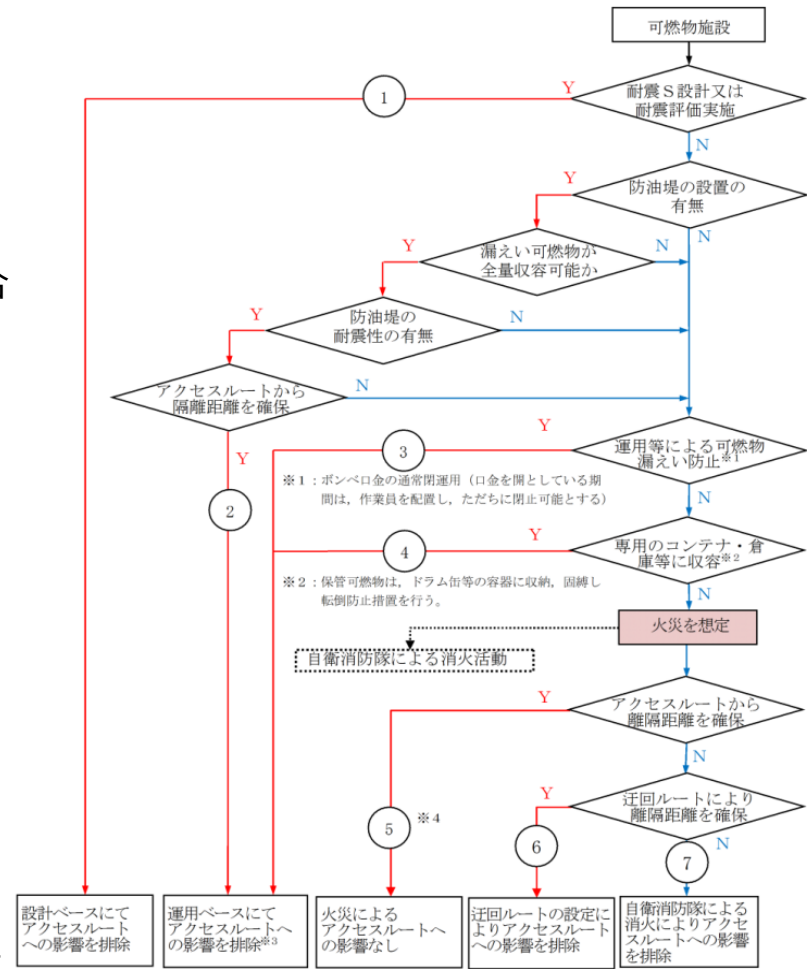 可燃物施設
耐震S設計又は
耐震評価実施
Y
1
N
防油堤の設置の
有無
Y
N
漏えい可燃物が
全量収容可能か
Y
N
防油堤の
耐震性の有無
Y
N
アクセスルートから
隔離距離を確保
N
Y
2
運用等による可燃物
漏えい防止※1
Y
3
N
※1：ボンベ口金の通常閉運用（口金を開としている期
間は，作業員を配置し，ただちに閉止可能とする）
専用のコンテナ・倉
庫等に収容※2
Y
4
N
※2：保管可燃物は，ドラム缶等の容器に収納，固縛し
転倒防止措置を行う。
火災を想定
自衛消防隊による消火活動
アクセスルートから
離隔距離を確保
Y
N
5
※4
迂回ルートにより
離隔距離を確保
Y
N
6
7
設計ベースにて
アクセスルート
への影響を排除
運用ベースにて
アクセスルートへ
の影響を排除※3
火災による
アクセスルートへ
の影響なし
迂回ルートの設定に
よりアクセスルート
への影響を排除
自衛消防隊による
消火によりアクセ
スルートへの影響
を排除